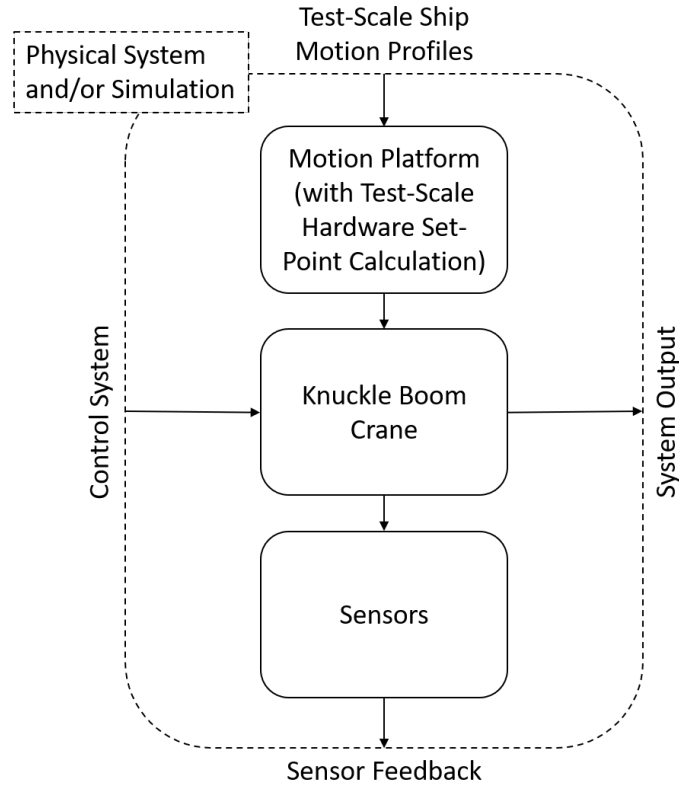 Test-Scale Ship
Motion Profiles
Physical System
and/or Simulation
Motion Platform
(with Test-Scale
Hardware Set-
Point Calculation)
Control System
Knuckle Boom
Crane
System Output
Sensors
Sensor Feedback